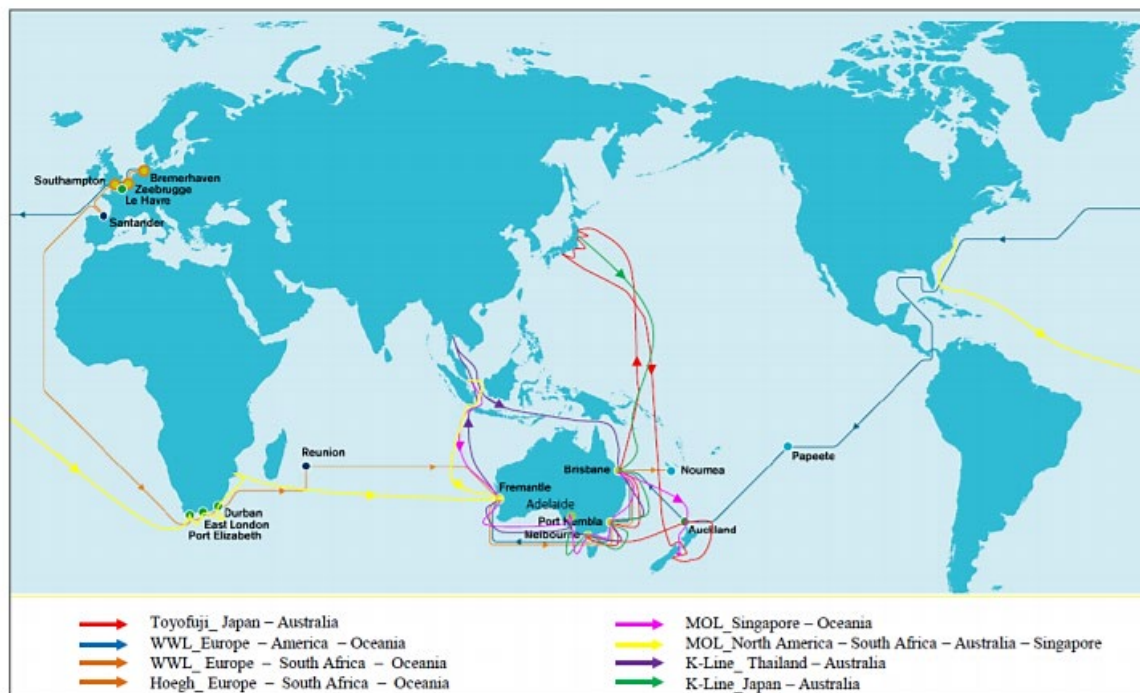 Southampton
Bremerhaven
Zeebrugge
Le Havre
Santander
Reunion
Durban
East London
Port Elizabeth
Fremantle
Adelaide
Brisbane
Port Kembla
Melbourne
Noumea
Auckland
Papeete
Toyofuji_ Japan – Australia
WWL_Europe – America – Oceania
WWL_ Europe – South Africa – Oceania
Hoegh_ Europe – South Africa – Oceania
MOL_Singapore – Oceania
MOL_North America – South Africa – Australia – Singapore
K-Line_ Thailand – Australia
K-Line_Japan – Australia